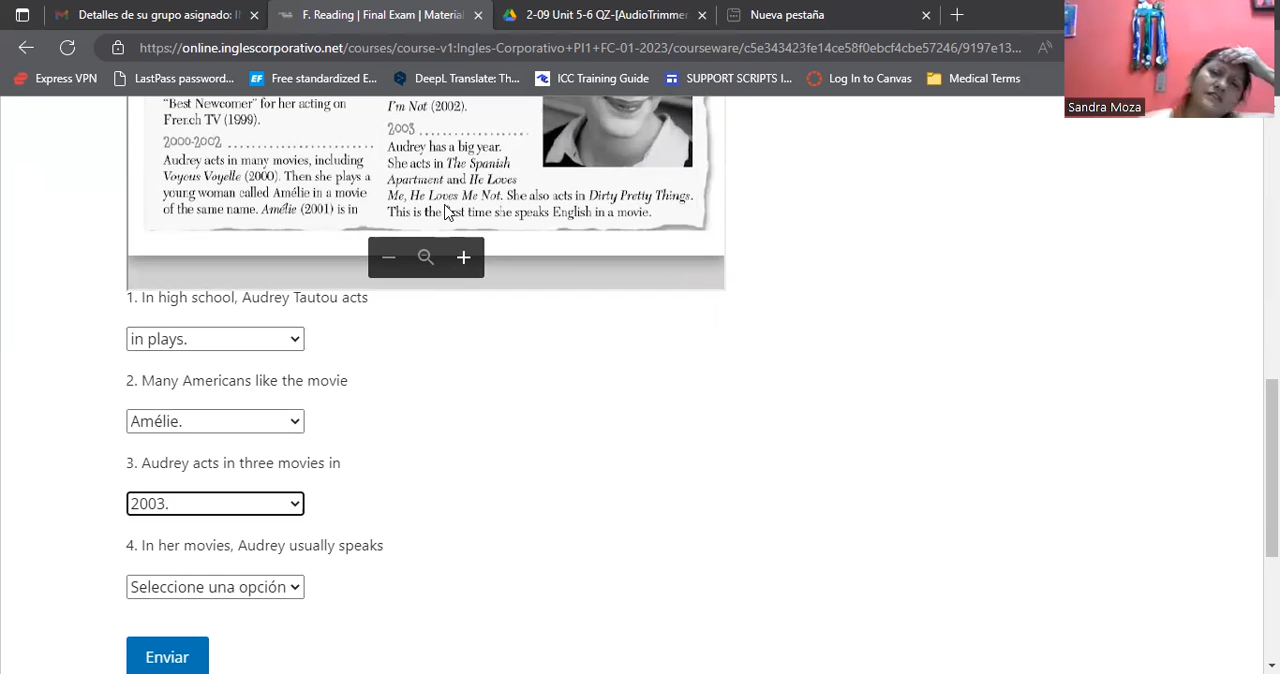 Detalles de su grupo asignado: I
F. Reading | Final Exam | Material
2-09 Unit 5-6 QZ-[AudioTrimmer
Nueva pestaña
https://online.inglescorporativo.net/courses/course-v1:Ingles-Corporativo+PI1+FC-01-2023/courseware/c5e343423fe14ce58f0ebcf4cbe57246/9197e13...
Express VPN
LastPass password...
EF Free standardized E...
DeepL Translate: Th...
ICC Training Guide
SUPPORT SCRIPTS I...
Log In to Canvas
Medical Terms
Sandra Moza
"Best Newcomer" for her acting on
French TV (1999).
2000-2002
Audrey acts in many movies, including
Voyous Voyelle (2000). Then she plays a
young woman called Amélie in a movie
of the same name. Amélie (2001) is in
I'm Not (2002).
2003
Audrey has a big year.
She acts in The Spanish
Apartment and He Loves
Me, He Loves Me Not. She also acts in Dirty Pretty Things.
This is the first time she speaks English in a movie.
1. In high school, Audrey Tautou acts
in plays.
2. Many Americans like the movie
Amélie.
3. Audrey acts in three movies in
2003.
4. In her movies, Audrey usually speaks
Seleccione una opción
Enviar